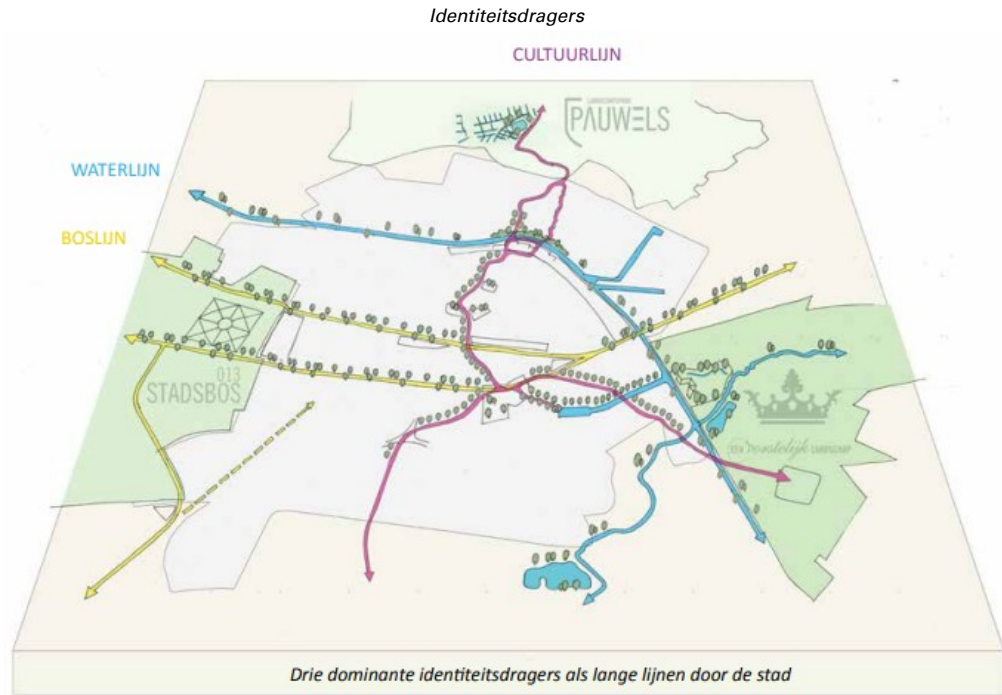 Identiteitsdragers
CULTUURLIJN
PAUWELS
WATERLIJN
BOSLIJN
013
STADSBOS
Drie dominante identiteitsdragers als lange lijnen door de stad